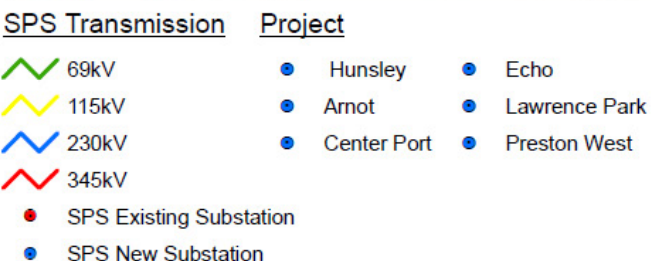 SPS Transmission Project
69kV Hunsley Echo
115kV Arnot Lawrence Park
230kV Center Port Preston West
345kV
SPS Existing Substation
SPS New Substation